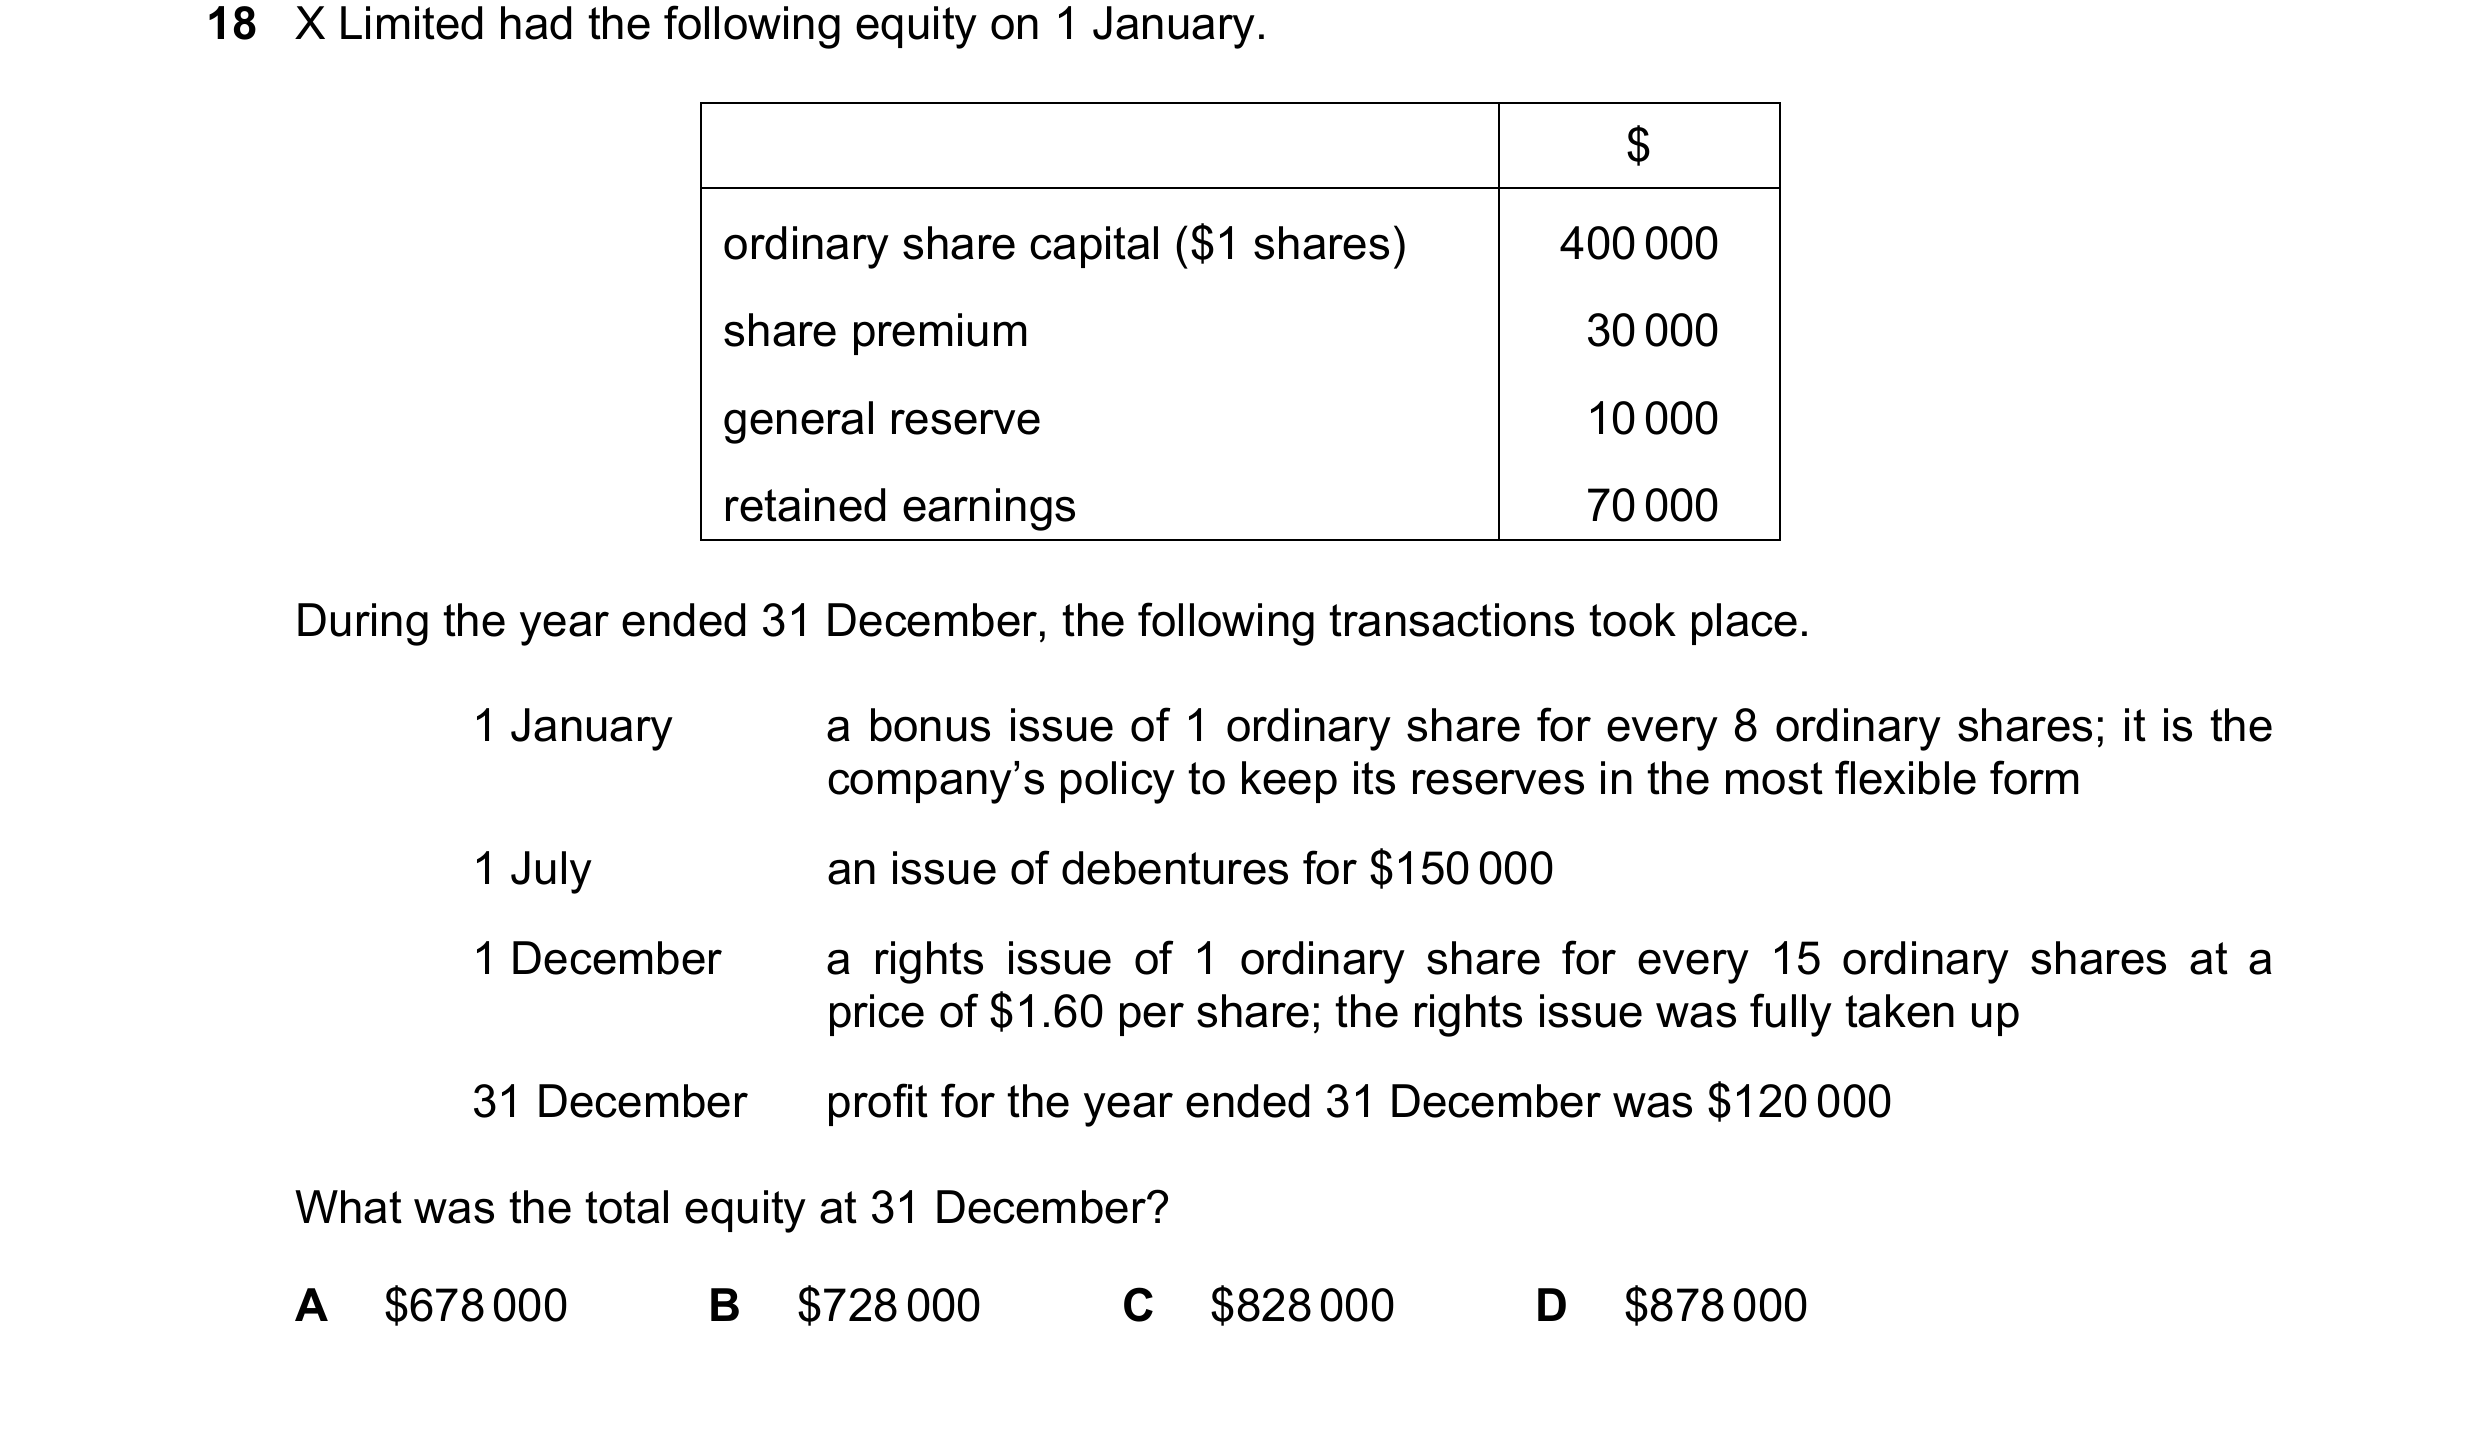 18 X Limited had the following equity on 1 January.
$
ordinary share capital ($1 shares) 400 000
share premium 30 000
general reserve 10 000
retained earnings 70 000
During the year ended 31 December, the following transactions took place.
1 January a bonus issue of 1 ordinary share for every 8 ordinary shares; it is the
company’s policy to keep its reserves in the most flexible form
1 July an issue of debentures for $150 000
1 December a rights issue of 1 ordinary share for every 15 ordinary shares at a
price of $1.60 per share; the rights issue was fully taken up
31 December profit for the year ended 31 December was $120 000
What was the total equity at 31 December?
A $678 000 B $728 000 C $828 000 D $878 000